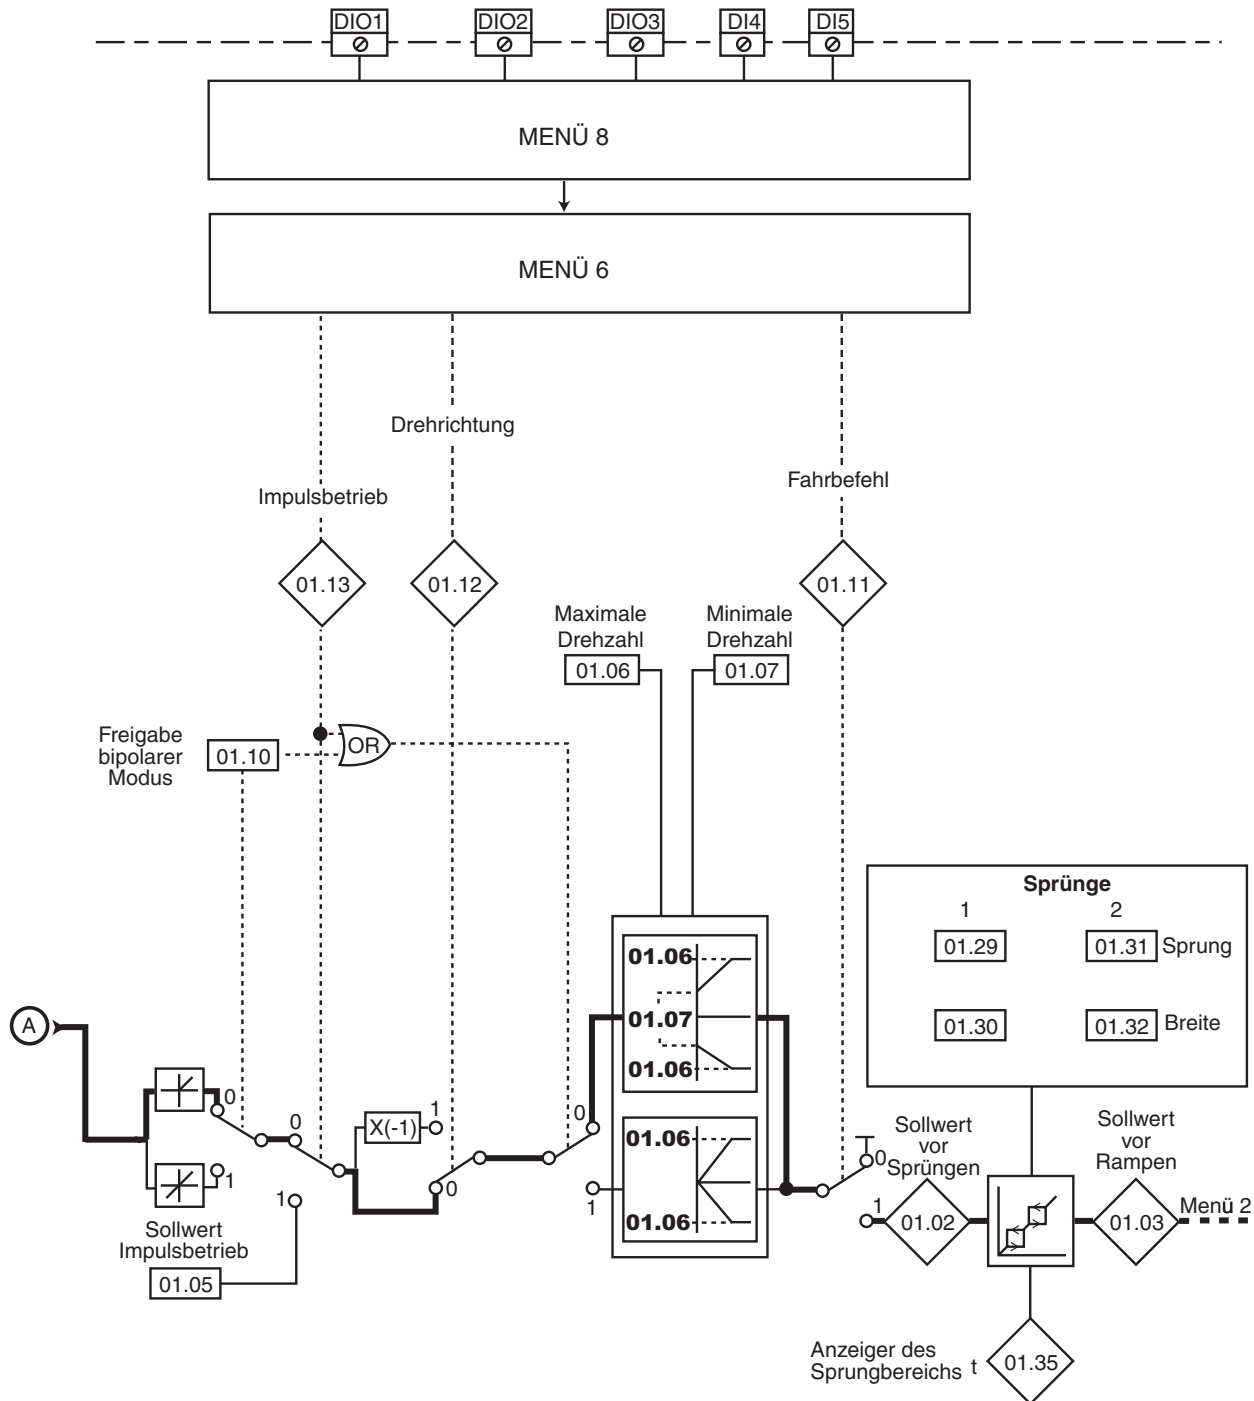 DIO1 DIO2 DIO3 DI4 DI5
MENÜ 8
MENÜ 6
Drehrichtung
Impulsbetrieb
Fahrbefehl
01.13
01.12
01.11
Maximale
Drehzahl
01.06
Minimale
Drehzahl
01.07
Freigabe
bipolarer
Modus
01.10
OR
Sprünge
1 2
01.29 01.31 Sprung
01.30 01.32 Breite
01.06
01.07
01.06
A
0
1
0
1
X(-1)
1
0
0
1
01.06
01.06
0
1
Sollwert
Impulsbetrieb
01.05
Sollwert
vor
Sprüngen
01.02
Sollwert
vor
Rampen
01.03
Menü 2
Anzeiger des
Sprungbereichs t
01.35